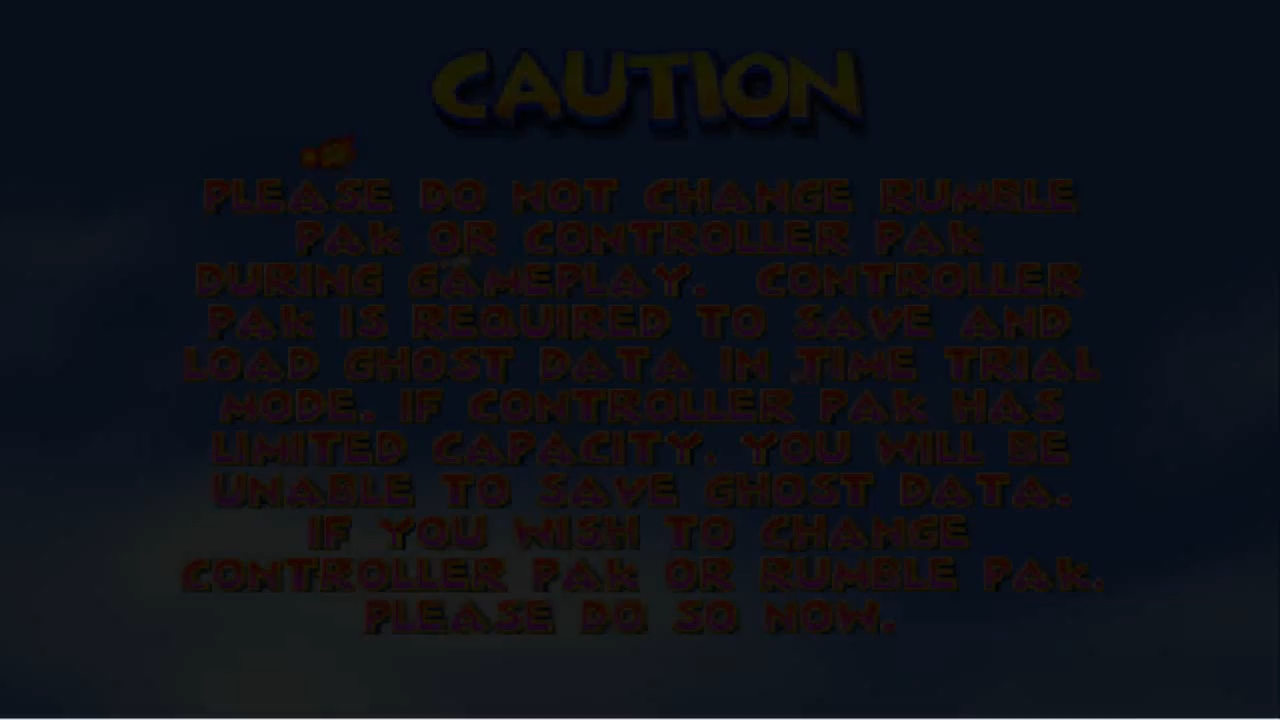 CAUTION
PLEASE DO NOT CHANGE RUMBLE
PAK OR CONTROLLER PAK
DURING GAMEPLAY. CONTROLLER
PAK IS REQUIRED TO SAVE AND
LOAD GHOST DATA IN TIME TRIAL
MODE. IF CONTROLLER PAK HAS
LIMITED CAPACITY, YOU WILL BE
UNABLE TO SAVE GHOST DATA.
IF YOU WISH TO CHANGE
CONTROLLER PAK OR RUMBLE PAK,
PLEASE DO SO NOW.